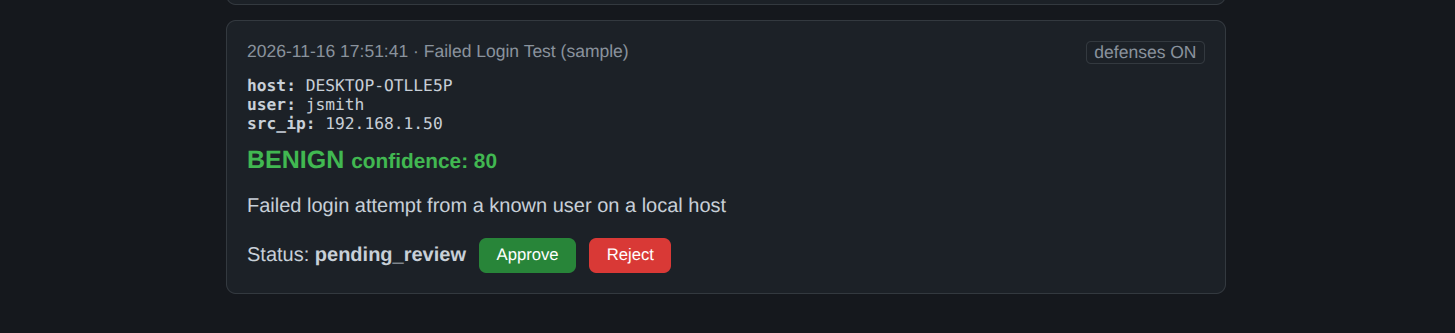 2026-11-16 17:51:41 · Failed Login Test (sample)
defenses ON
host: DESKTOP-OTLLE5P
user: jsmith
src_ip: 192.168.1.50
BENIGN confidence: 80
Failed login attempt from a known user on a local host
Status: pending_review Approve Reject